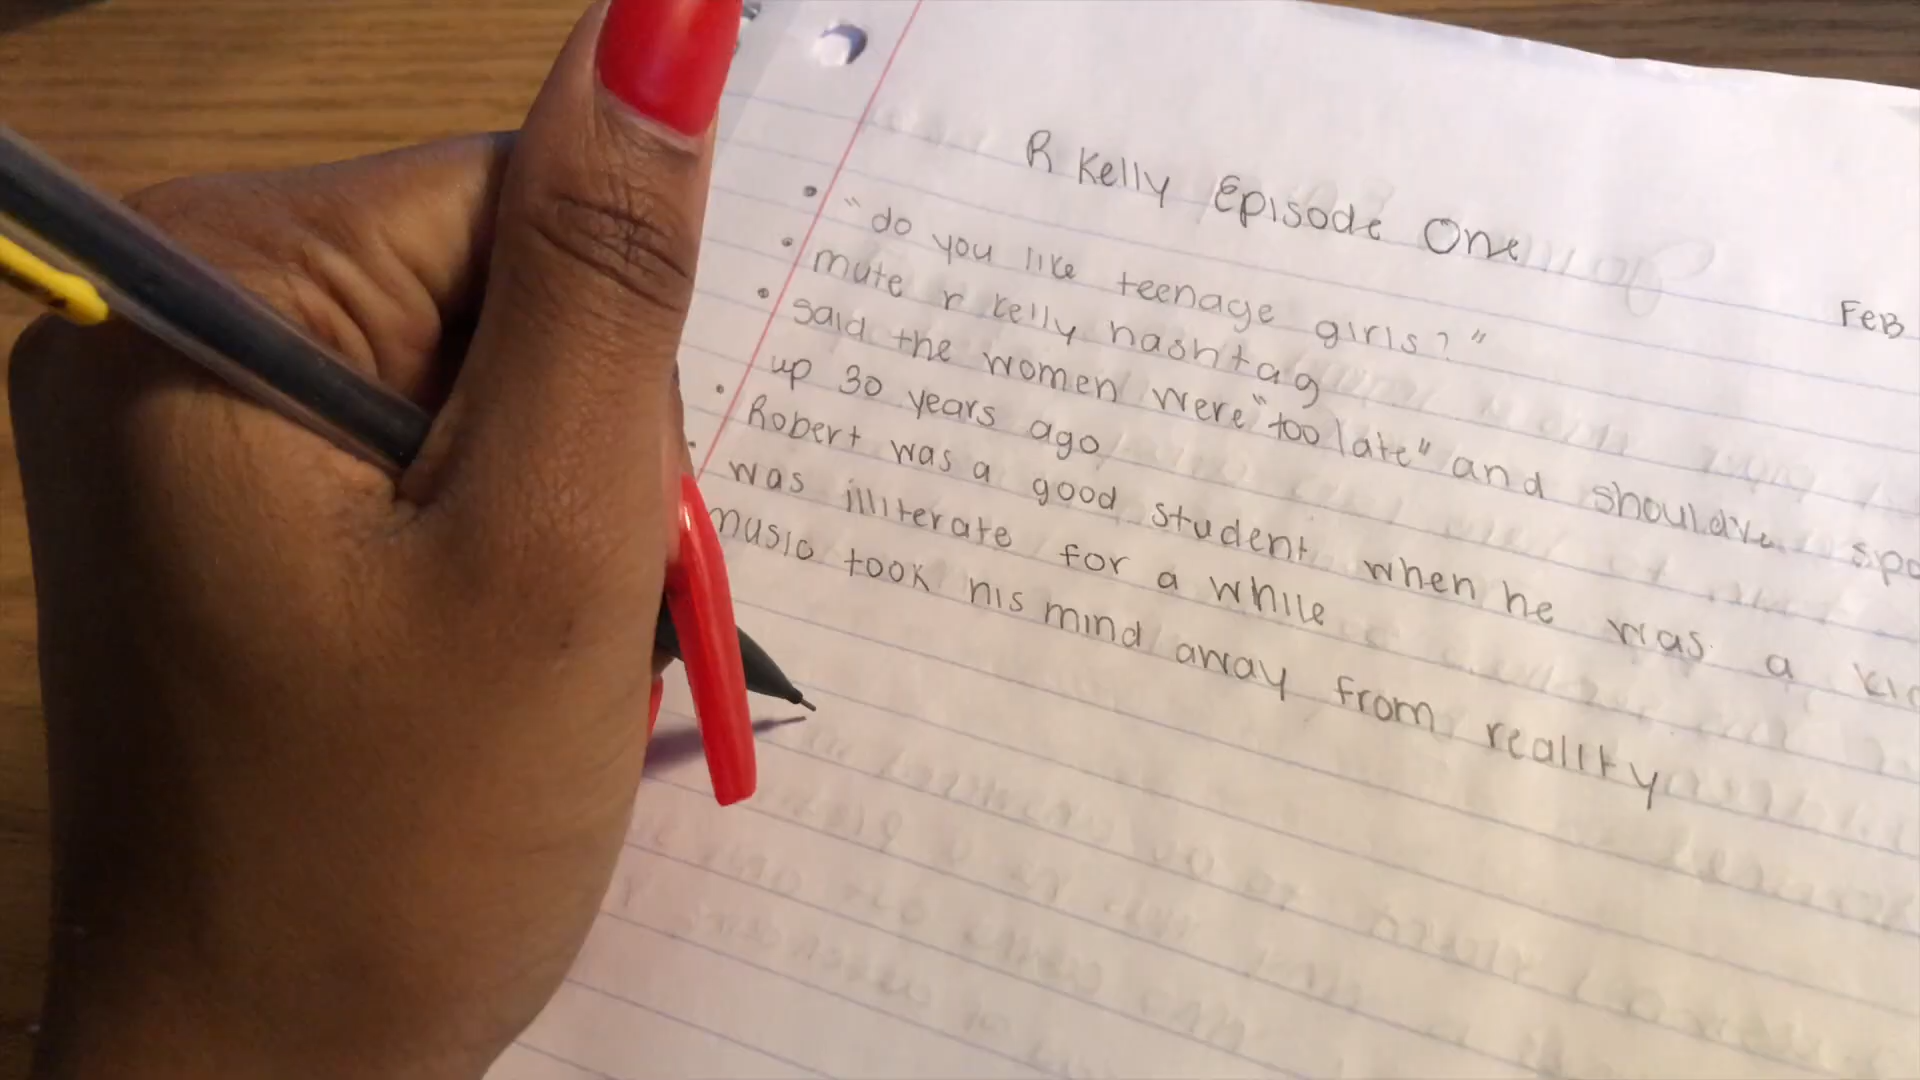 R Kelly Episode One
Feb
• "do you like teenage girls?"
• mute r kelly hashtag
• said the women were "too late" and shouldive
up 30 years ago
• Robert was a good student when he was a
• was illiterate for a while
music took his mind away from reality